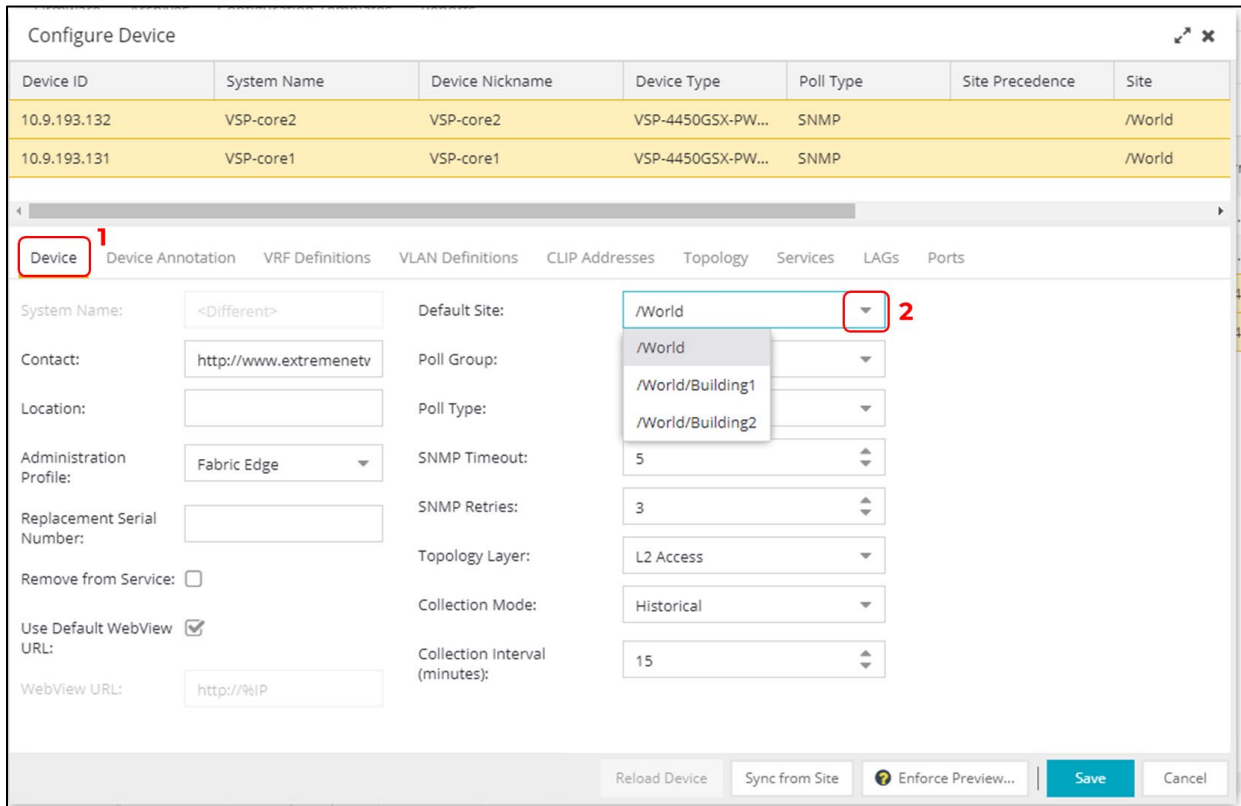 Configure Device
Device ID System Name Device Nickname Device Type Poll Type Site Precedence Site
10.9.193.132 VSP-core2 VSP-core2 VSP-4450GSX-PW... SNMP /World
10.9.193.131 VSP-core1 VSP-core1 VSP-4450GSX-PW... SNMP /World
1
Device Device Annotation VRF Definitions VLAN Definitions CLIP Addresses Topology Services LAGs Ports
System Name: <Different> Default Site: /World 2
/World
Contact: http://www.extremenetw Poll Group:
/World/Building1
Location: Poll Type:
/World/Building2
Administration
Profile: Fabric Edge SNMP Timeout: 5
Replacement Serial
Number:
SNMP Retries: 3
Topology Layer: L2 Access
Remove from Service:
Collection Mode: Historical
Use Default WebView
URL:
Collection Interval
(minutes): 15
WebView URL: http://%IP
Reload Device Sync from Site Enforce Preview... Save Cancel